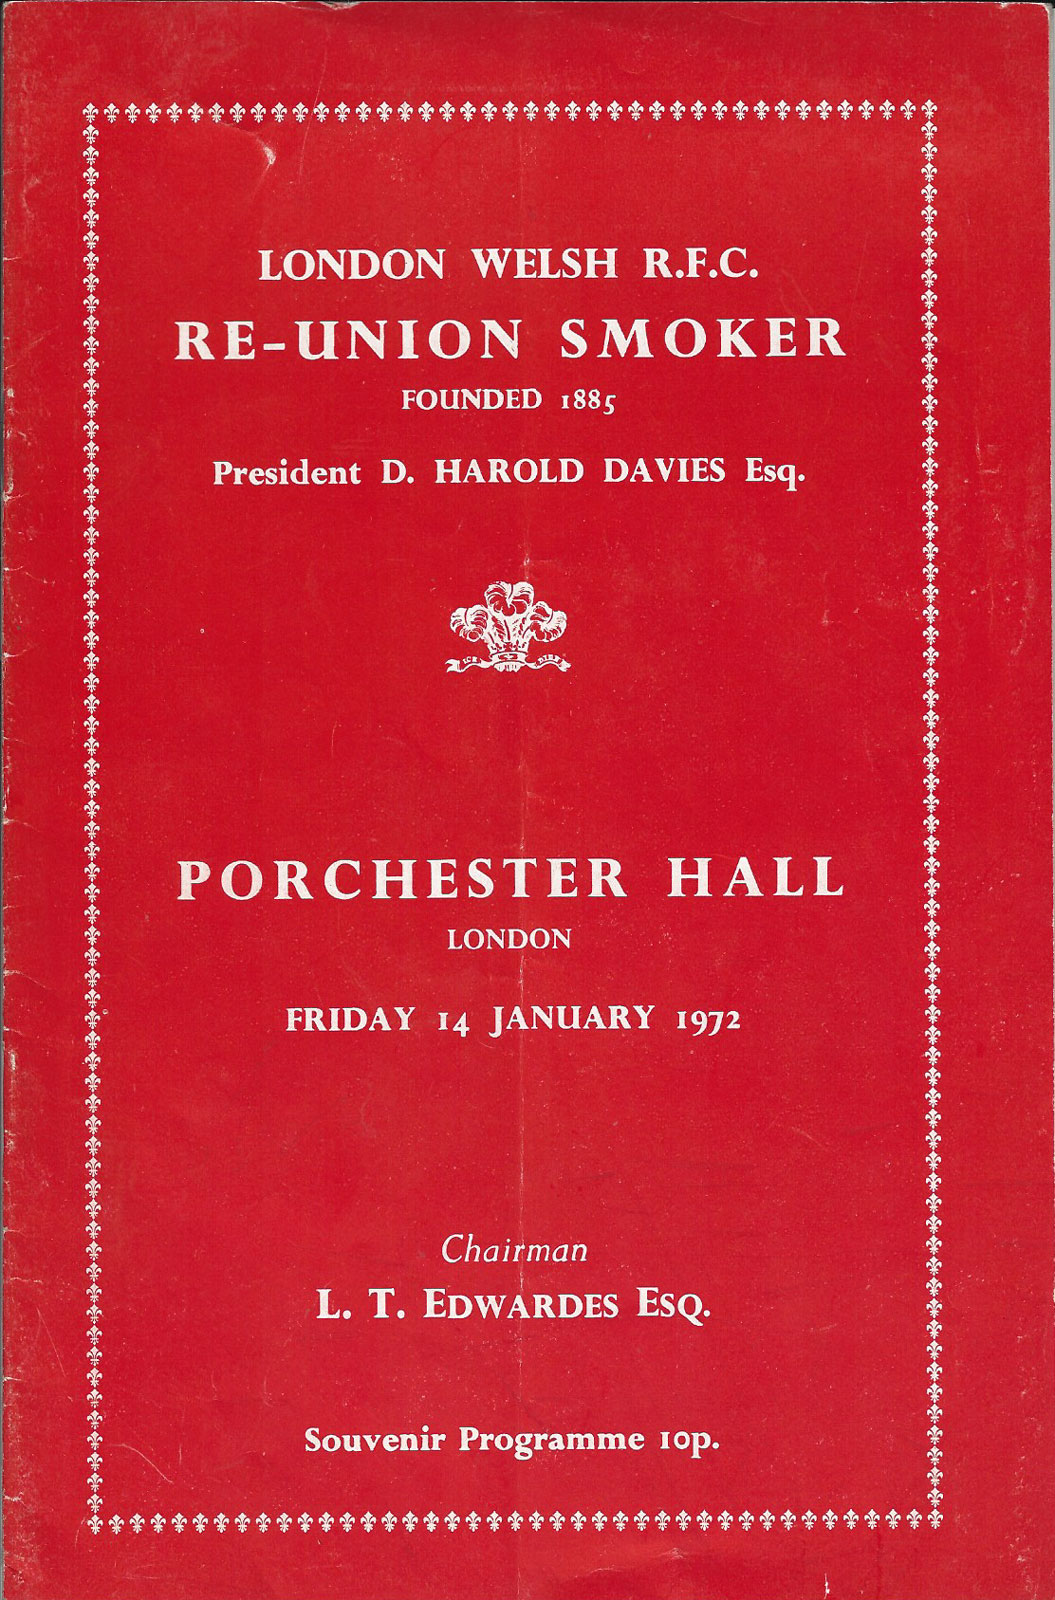 LONDON WELSH R.F.C.
RE-UNION SMOKER
FOUNDED 1885
President D. HAROLD DAVIES Esq.
PORCHESTER HALL
LONDON
FRIDAY 14 JANUARY 1972
Chairman
L. T. EDWARDES ESQ.
Souvenir Programme 10p.